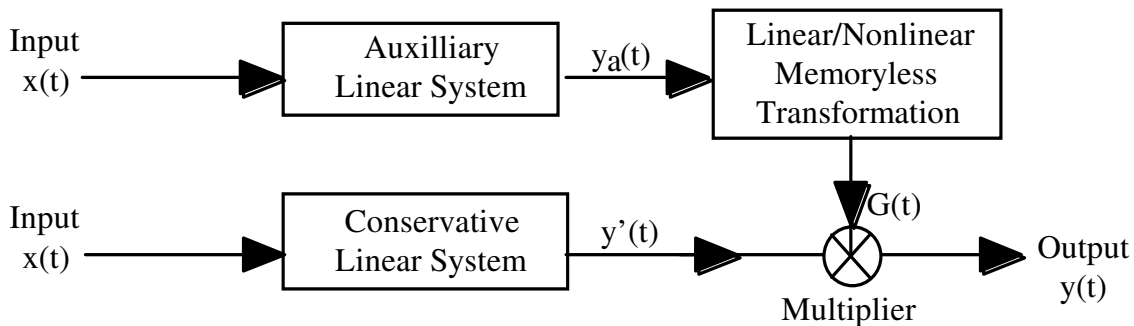 Input
x(t)
Auxilliary
Linear System
ya(t)
Linear/Nonlinear
Memoryless
Transformation
G(t)
Input
x(t)
Conservative
Linear System
y’(t)
Multiplier
Output
y(t)